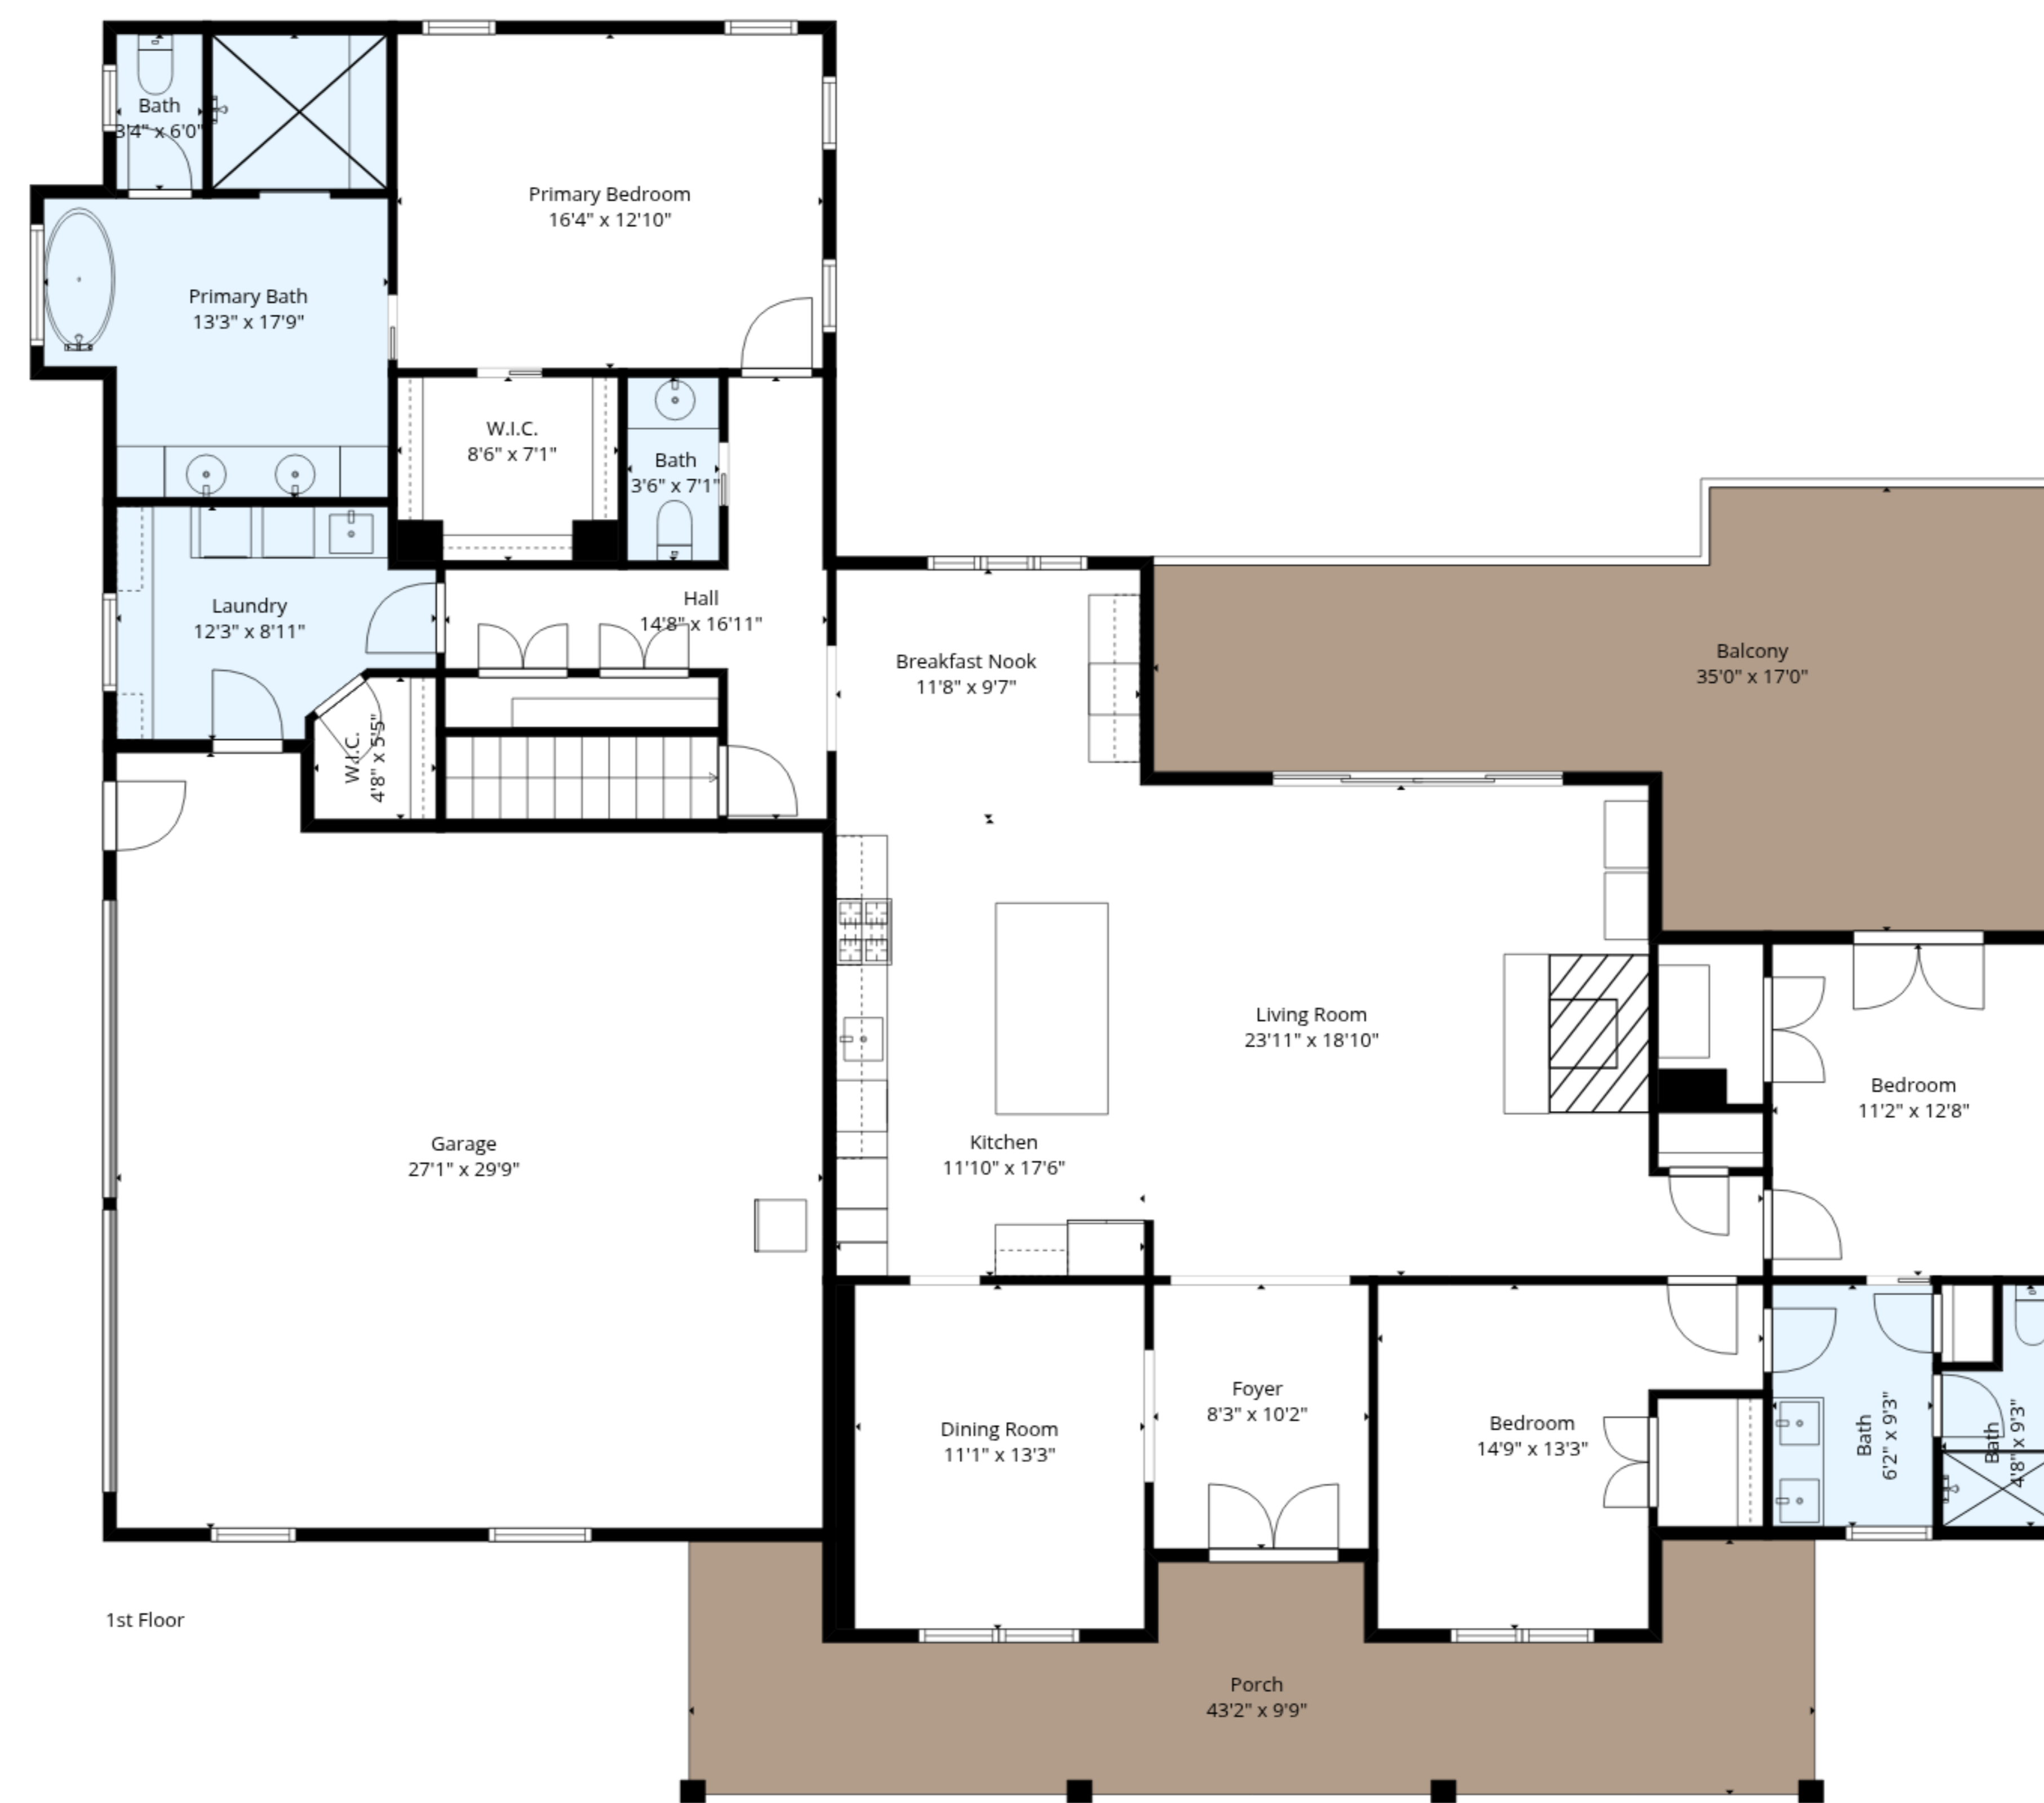 Bath
3'4" x 6'0"
Primary Bedroom
16'4" x 12'10"
Primary Bath
13'3" x 17'9"
W.I.C.
8'6" x 7'1"
Bath
3'6" x 7'1"
Laundry
12'3" x 8'11"
Hall
14'8" x 16'11"
Breakfast Nook
11'8" x 9'7"
Balcony
35'0" x 17'0"
W.I.C.
4'8" x 5'5"
Living Room
23'11" x 18'10"
Bedroom
11'2" x 12'8"
Garage
27'1" x 29'9"
Kitchen
11'10" x 17'6"
Foyer
8'3" x 10'2"
Dining Room
11'1" x 13'3"
Bedroom
14'9" x 13'3"
Bath
6'2" x 9'3"
Bath
4'8" x 9'3"
1st Floor
Porch
43'2" x 9'9"